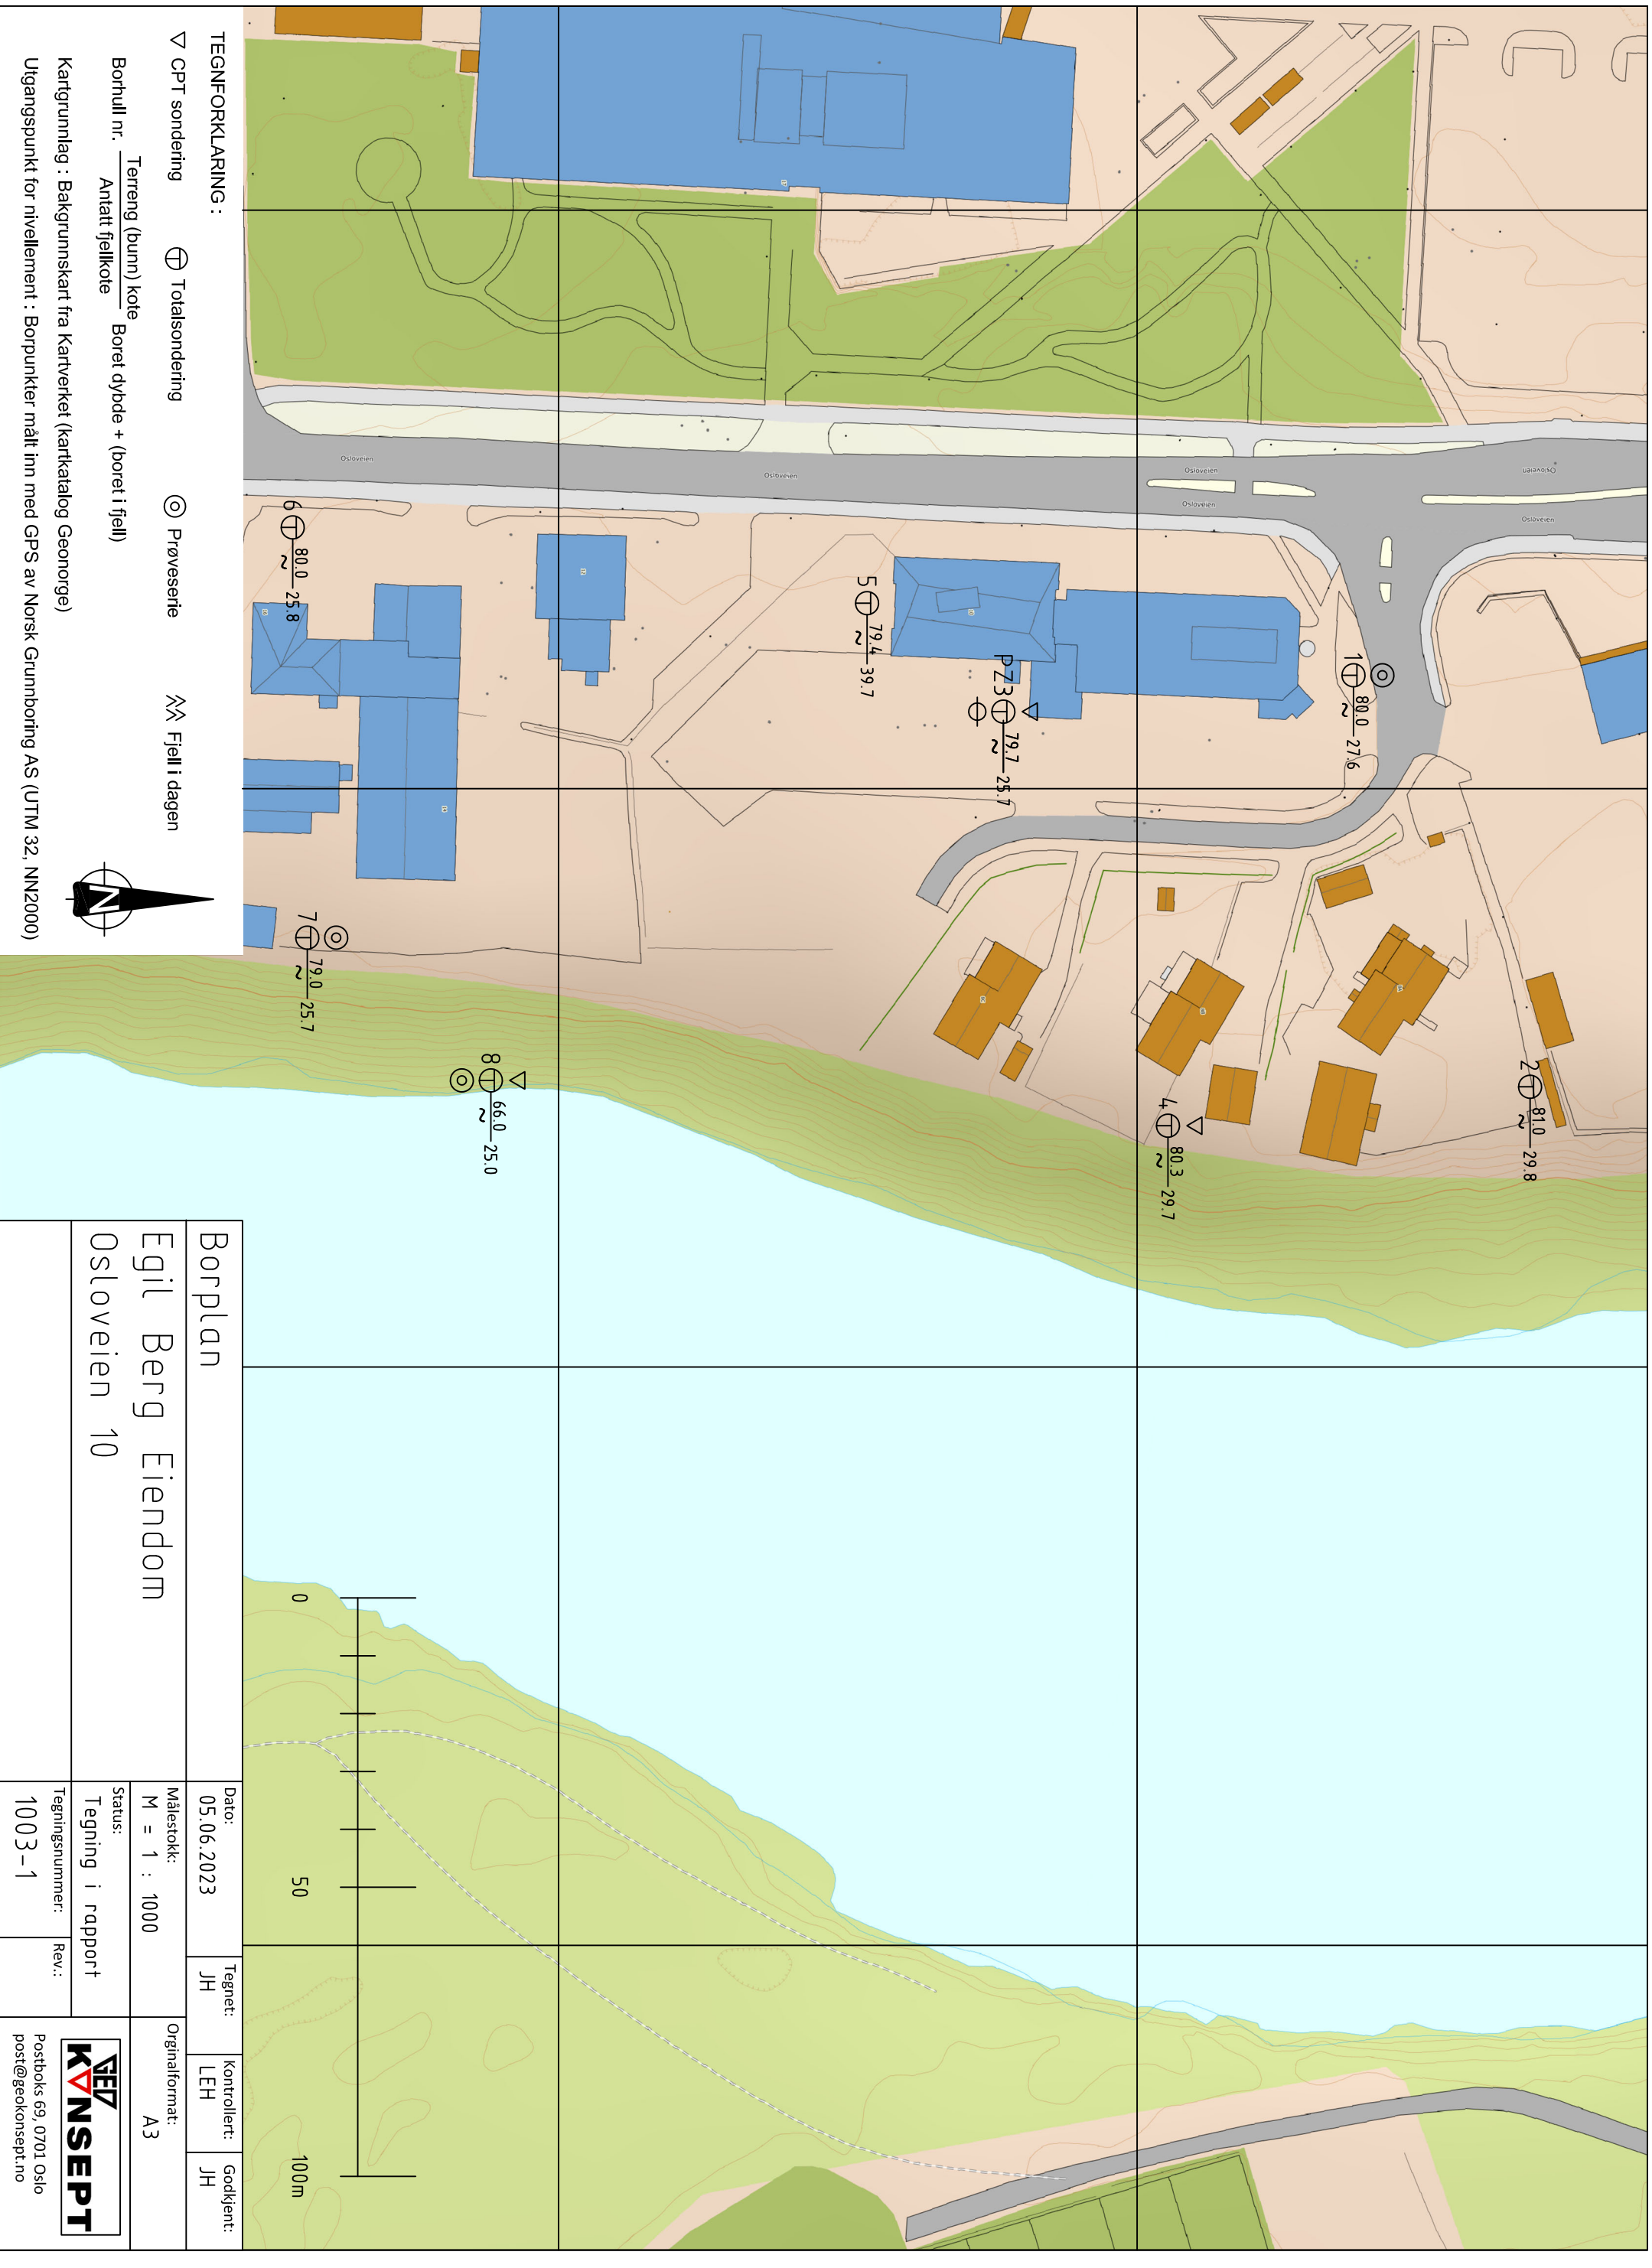 Osloveien
Osloveien
Osloveien
Osloveien
Osloveien
Osloveien
1 80.0 27.6
~
2 81.0 29.8
~
PZ3 79.7 25.7
~
4 80.3 29.7
~
5 79.4 39.7
~
6 80.0 25.8
~
7 79.0 25.7
~
8 66.0 25.0
~
0 50 100m
TEGNFORKLARING :
CPT sondering Totalsondering Prøveserie Fjell i dagen
Borhull nr. Terreng (bunn) kote Boret dybde + (boret i fjell)
Antatt fjellkote
Kartgrunnlag : Bakgrunnskart fra Kartverket (kartkatalog Geonorge)
Utgangspunkt for nivellement : Borpunkter målt inn med GPS av Norsk Grunnboring AS (UTM 32, NN2000)
N
Borplan
Egil Berg Eiendom
Osloveien 10
Dato: Tegnet: Kontrollert: Godkjent:
05.06.2023 JH LEH JH
Målestokk: Orginalformat:
M = 1 : 1000 A3
Status:
Tegning i rapport
Tegningsnummer: Rev.:
1003-1
GEO
KONSEPT
Postboks 69, 0701 Oslo
post@geokonsept.no